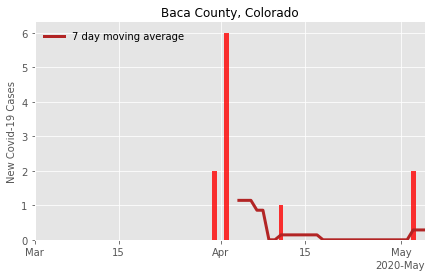 Baca County, Colorado
7 day moving average
New Covid-19 Cases
6
5
4
3
2
1
0
Mar
15
Apr
15
May
2020-May